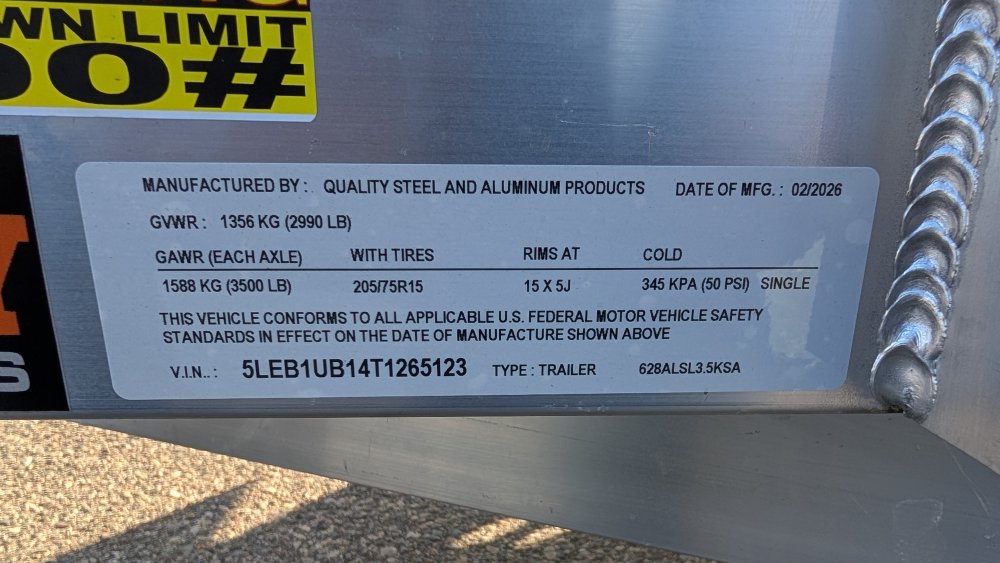 WN LIMIT
00#
MANUFACTURED BY : QUALITY STEEL AND ALUMINUM PRODUCTS DATE OF MFG. : 02/2026
GVWR : 1356 KG (2990 LB)
GAWR (EACH AXLE) WITH TIRES RIMS AT COLD
1588 KG (3500 LB) 205/75R15 15 X 5J 345 KPA (50 PSI) SINGLE
THIS VEHICLE CONFORMS TO ALL APPLICABLE U.S. FEDERAL MOTOR VEHICLE SAFETY
STANDARDS IN EFFECT ON THE DATE OF MANUFACTURE SHOWN ABOVE
V.I.N.. : 5LEB1UB14T1265123 TYPE : TRAILER 628ALSL3.5KSA
S